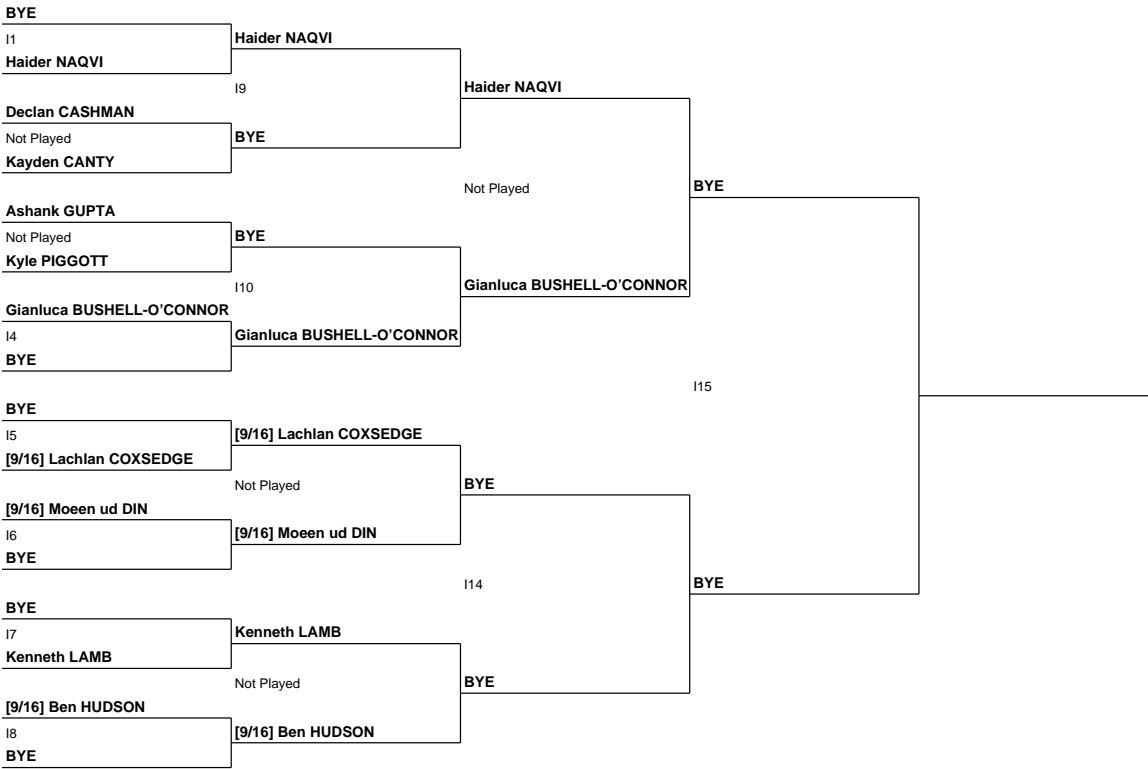 BYE
I1
Haider NAQVI
Declan CASHMAN
Not Played
Kayden CANTY
Ashank GUPTA
Not Played
Kyle PIGGOTT
Gianluca BUSHELL-O'CONNOR
I4
BYE
BYE
I5
[9/16] Lachlan COXSEDGE
[9/16] Moeen ud DIN
I6
BYE
BYE
I7
Kenneth LAMB
[9/16] Ben HUDSON
I8
BYE
Haider NAQVI
I9
BYE
BYE
I10
Gianluca BUSHELL-O'CONNOR
[9/16] Lachlan COXSEDGE
Not Played
[9/16] Moeen ud DIN
Kenneth LAMB
Not Played
[9/16] Ben HUDSON
Haider NAQVI
Not Played
Gianluca BUSHELL-O'CONNOR
BYE
I14
BYE
BYE
I15
BYE